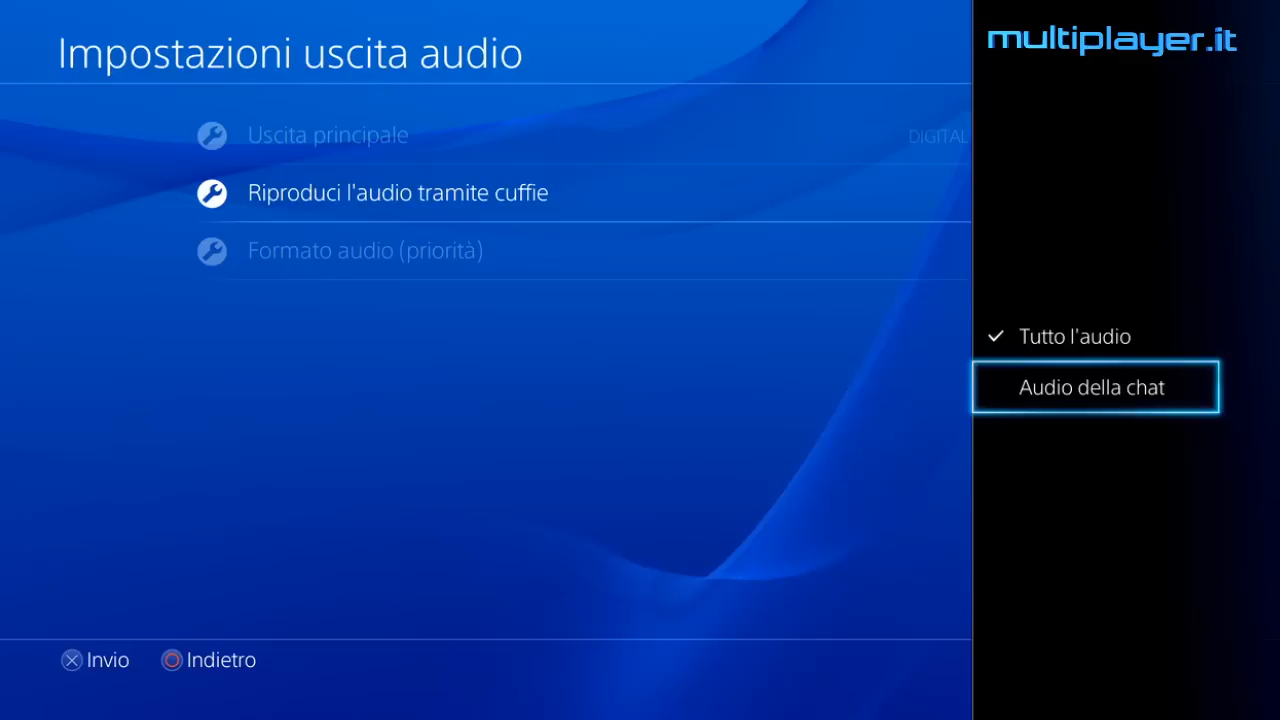 Impostazioni uscita audio
multiplayer.it
Uscita principale
DIGITAL
Riproduci l'audio tramite cuffie
Formato audio (priorità)
Tutto l'audio
Audio della chat
Invio
Indietro